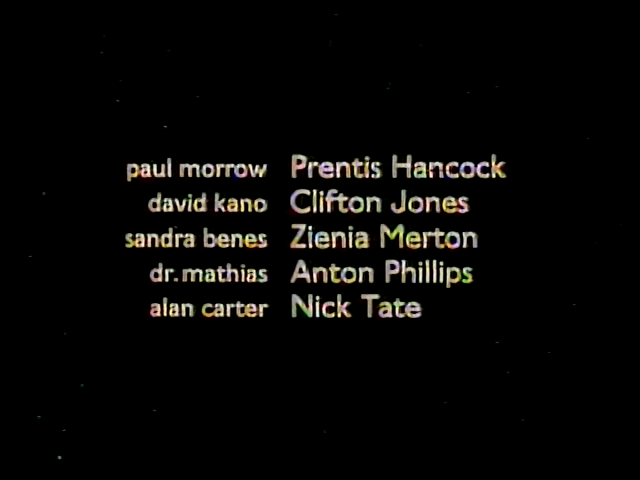 paul morrow Prentis Hancock
david kano Clifton Jones
sandra benes Zienia Merton
dr. mathias Anton Phillips
alan carter Nick Tate